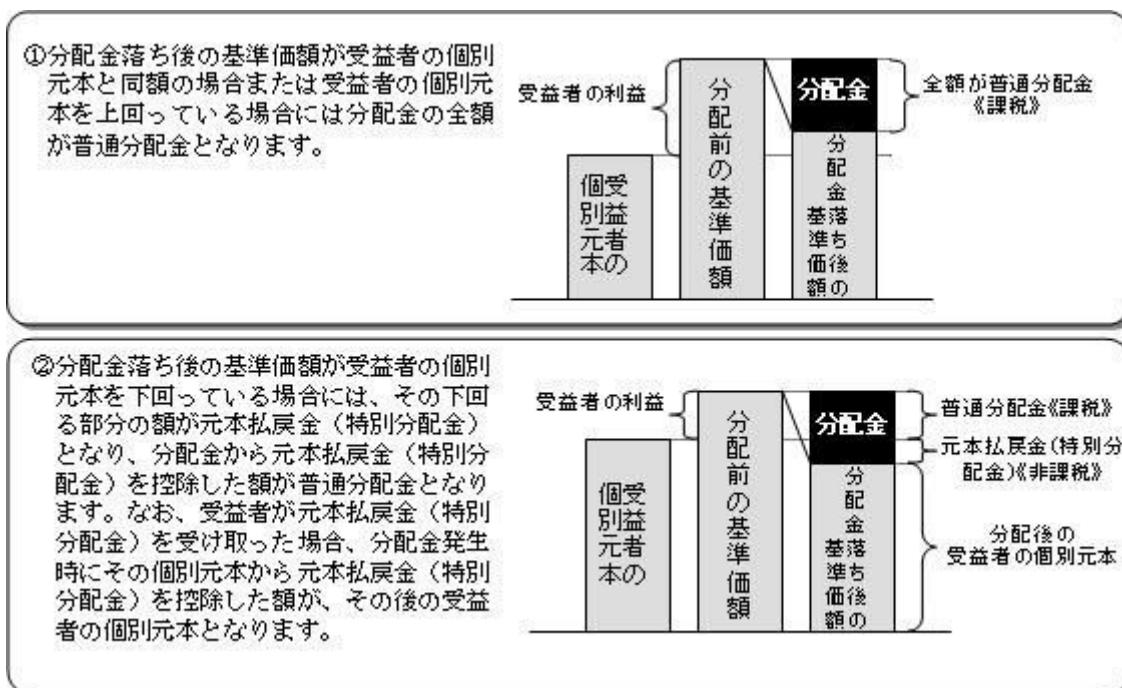 ①分配金落ち後の基準価額が受益者の個別
元本と同額の場合または受益者の個別元
本を上回っている場合には分配金の全額
が普通分配金となります。
受益者の利益
受益者の
個別元本
分配前の基準価額
分配金
分配金落ち後の
基準価額
全額が普通分配金
《課税》
②分配金落ち後の基準価額が受益者の個別
元本を下回っている場合には、その下回
る部分の額が元本払戻金（特別分配金）
となり、分配金から元本払戻金（特別分
配金）を控除した額が普通分配金となり
ます。なお、受益者が元本払戻金（特別
分配金）を受け取った場合、分配金発生
時にその個別元本から元本払戻金（特別
分配金）を控除した額が、その後の受益
者の個別元本となります。
受益者の利益
受益者の
個別元本
分配前の基準価額
分配金
分配金落ち後の
基準価額
普通分配金《課税》
元本払戻金(特別分
配金)《非課税》
分配後の
受益者の個別元本